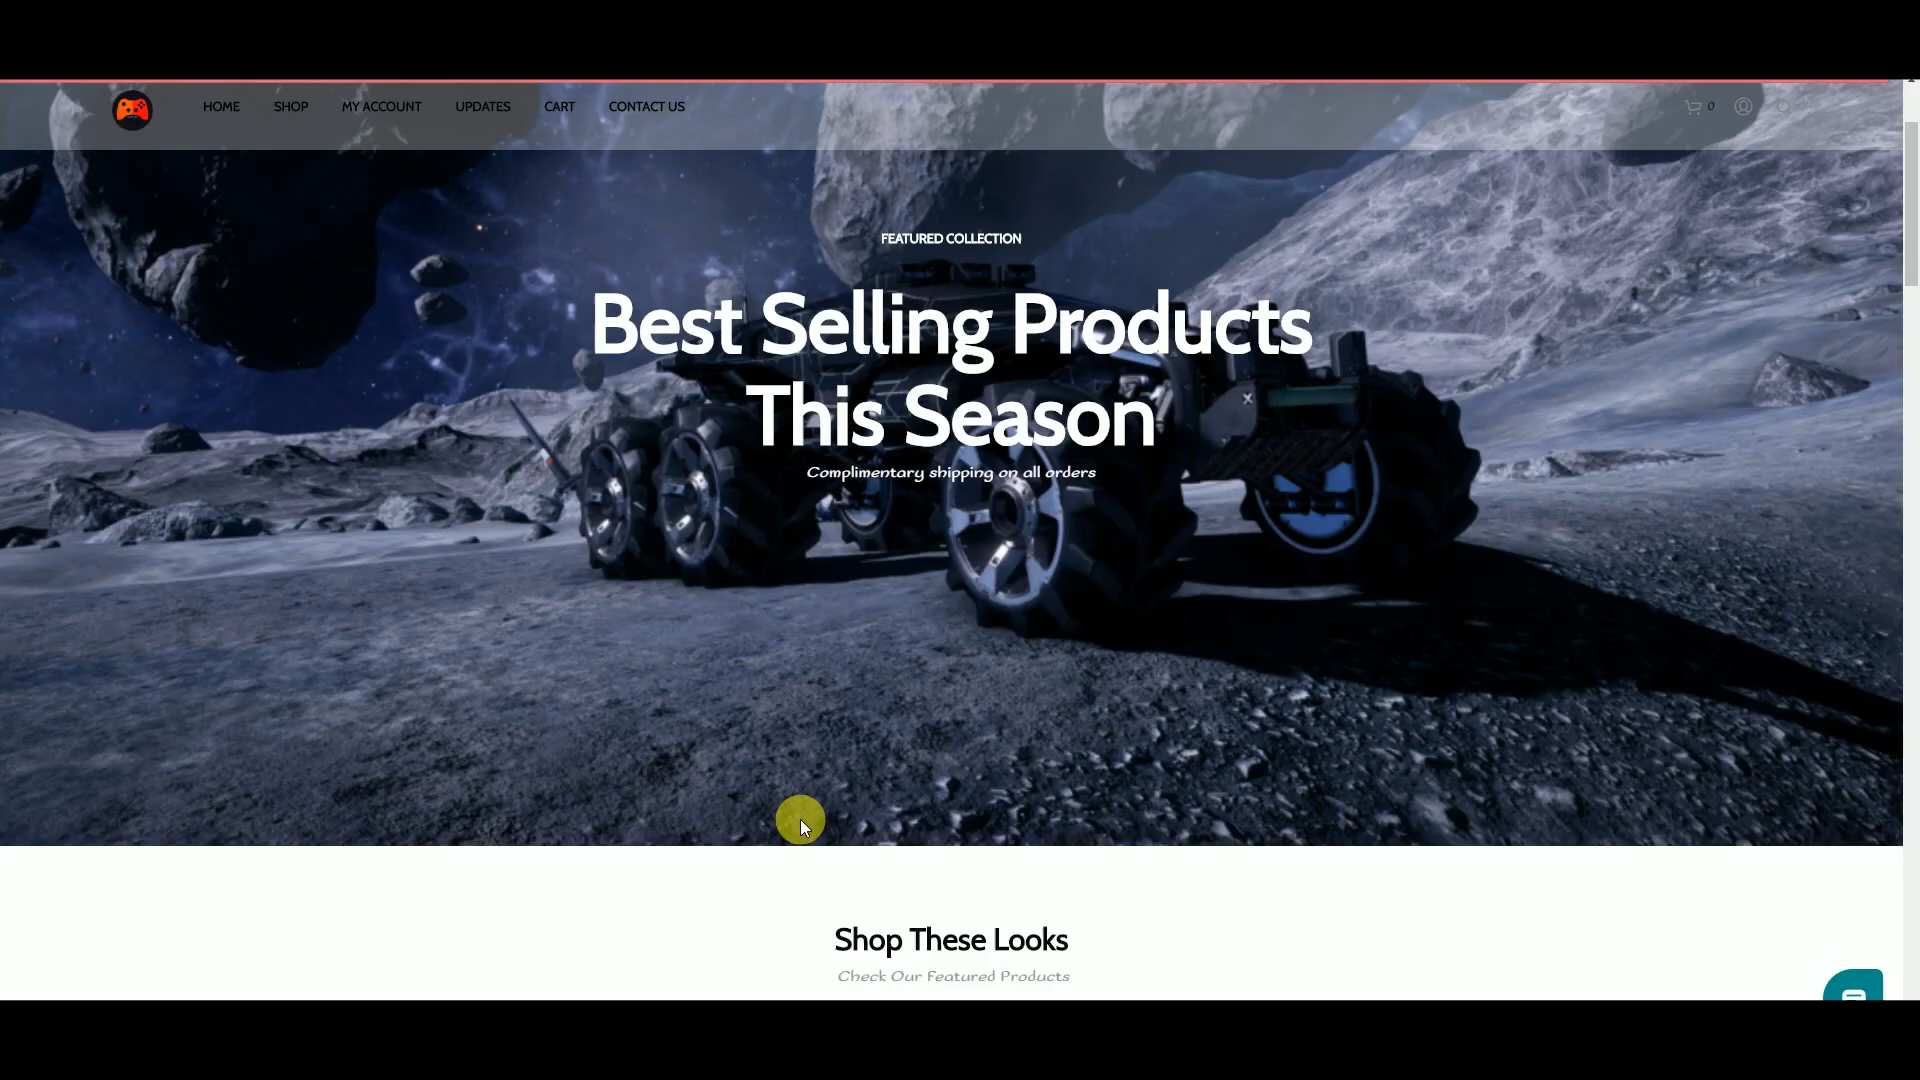 HOME SHOP MY ACCOUNT UPDATES CART CONTACT US 0
FEATURED COLLECTION
Best Selling Products
This Season
Complimentary shipping on all orders
Shop These Looks
Check Our Featured Products